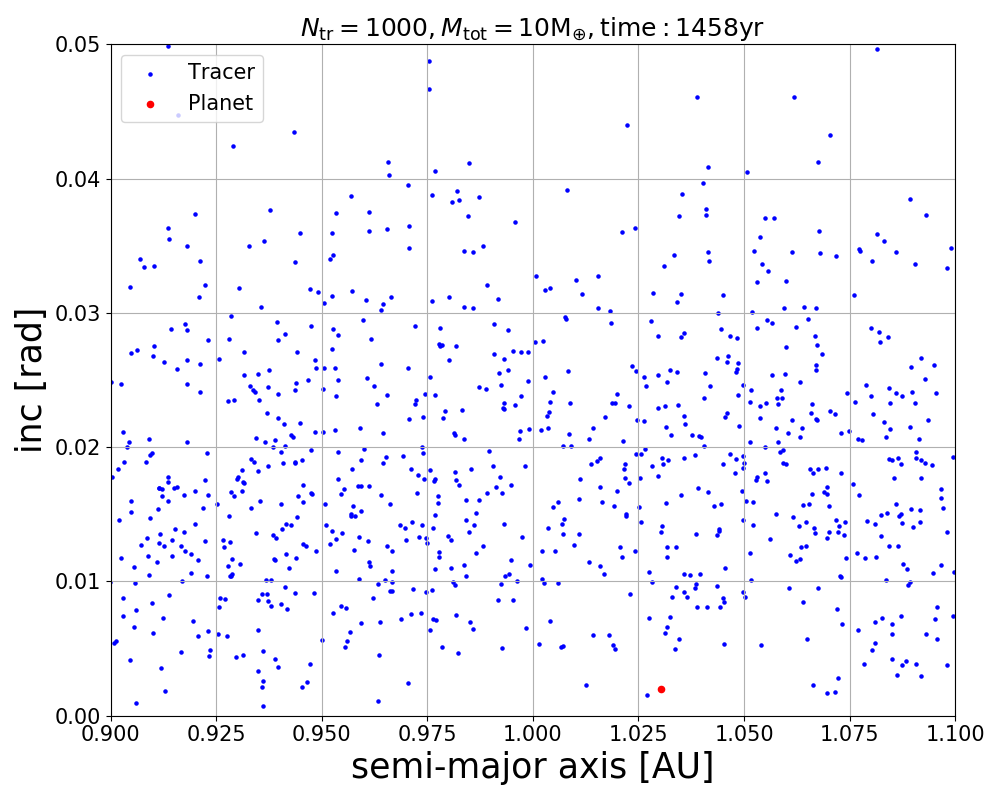 N_tr = 1000, M_tot = 10M_⊕, time : 1458yr
Tracer
Planet
0.05
0.04
0.03
0.02
0.01
0.00
inc [rad]
0.900 0.925 0.950 0.975 1.000 1.025 1.050 1.075 1.100
semi-major axis [AU]